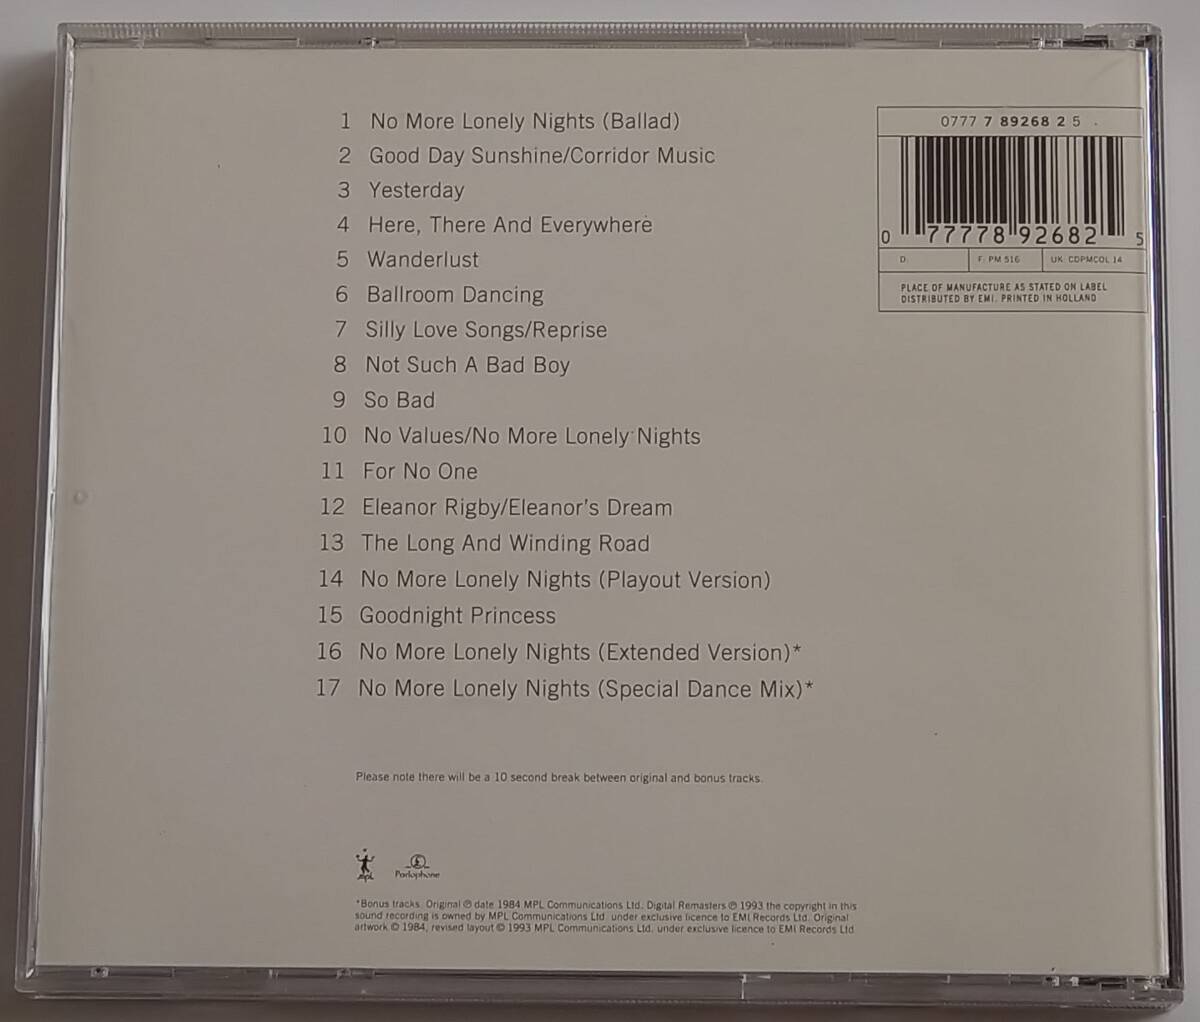 1 No More Lonely Nights (Ballad)
2 Good Day Sunshine/Corridor Music
3 Yesterday
4 Here, There And Everywhere
5 Wanderlust
6 Ballroom Dancing
7 Silly Love Songs/Reprise
8 Not Such A Bad Boy
9 So Bad
10 No Values/No More Lonely Nights
11 For No One
12 Eleanor Rigby/Eleanor's Dream
13 The Long And Winding Road
14 No More Lonely Nights (Playout Version)
15 Goodnight Princess
16 No More Lonely Nights (Extended Version)*
17 No More Lonely Nights (Special Dance Mix)*
0777 7 89268 2 5
0 77778 92682 5
D: F: PM 516 UK: CDPMCOL 14
PLACE OF MANUFACTURE AS STATED ON LABEL
DISTRIBUTED BY EMI. PRINTED IN HOLLAND
Please note there will be a 10 second break between original and bonus tracks.
mpl Parlophone
*Bonus tracks. Original ℗ date 1984 MPL Communications Ltd. Digital Remasters ℗ 1993 the copyright in this
sound recording is owned by MPL Communications Ltd. under exclusive licence to EMI Records Ltd. Original
artwork © 1984, revised layout © 1993 MPL Communications Ltd. under exclusive licence to EMI Records Ltd.